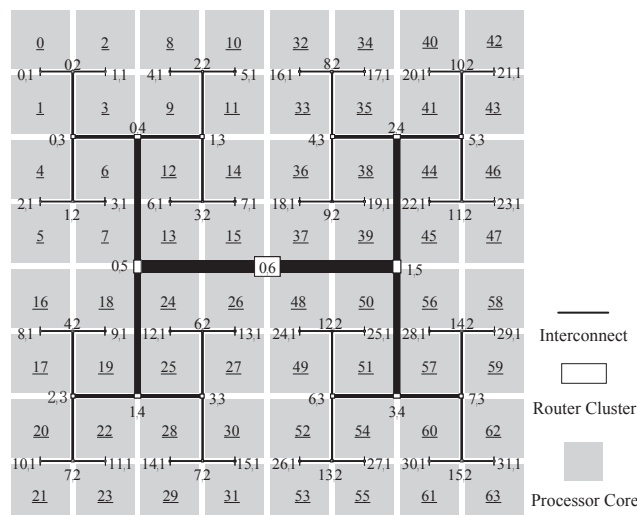 0 2 8 10 32 34 40 42
0,2 2,2 8,2 10,2
0,1 1,1 4,1 5,1 16,1 17,1 20,1 21,1
1 3 9 11 33 35 41 43
0,4 2,4
0,3 1,3 4,3 5,3
4 6 12 14 36 38 44 46
2,1 3,1 6,1 7,1 18,1 19,1 22,1 23,1
1,2 3,2 9,2 11,2
5 7 13 15 37 39 45 47
0,5 0,6 1,5
16 18 24 26 48 50 56 58
4,2 6,2 12,2 14,2
8,1 9,1 12,1 13,1 24,1 25,1 28,1 29,1
17 19 25 27 49 51 57 59
2,3 3,3 6,3 7,3
1,4 3,4
20 22 28 30 52 54 60 62
10,1 11,1 14,1 15,1 26,1 27,1 30,1 31,1
7,2 7,2 13,2 15,2
21 23 29 31 53 55 61 63
Interconnect
Router Cluster
Processor Core